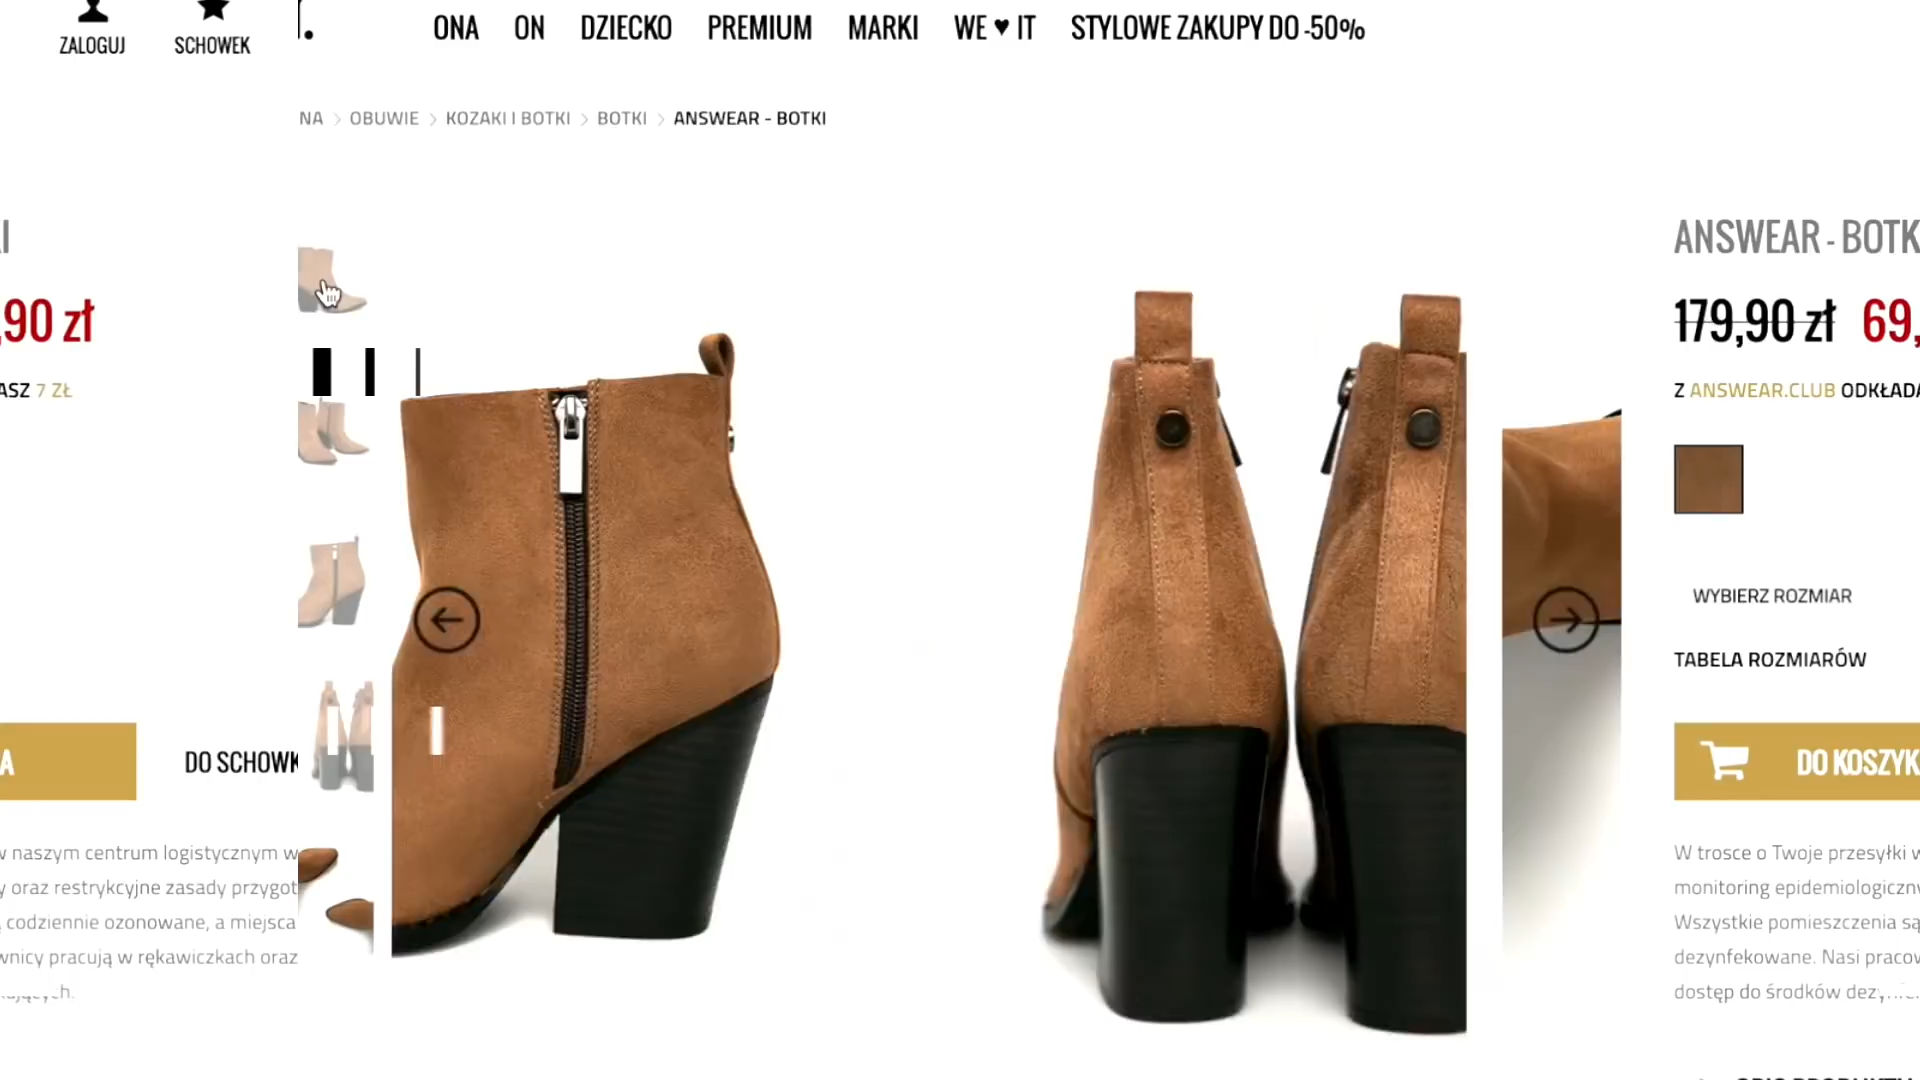 ZALOGUJ
SCHOWEK
ONA ON DZIECKO PREMIUM MARKI WE ♥ IT STYLOWE ZAKUPY DO -50%
NA > OBUWIE > KOZAKI I BOTKI > BOTKI > ANSWEAR - BOTKI
,90 zł
ASZ 7 ZŁ
A
DO SCHOWK
w naszym centrum logistycznym w
y oraz restrykcyjne zasady przygot
codziennie ozonowane, a miejsca
wnicy pracują w rękawiczkach oraz
ANSWEAR - BOTK
179,90 zł 69,
Z ANSWEAR.CLUB ODKŁADA
WYBIERZ ROZMIAR
TABELA ROZMIARÓW
DO KOSZYK
W trosce o Twoje przesyłki w
monitoring epidemiologiczny
Wszystkie pomieszczenia są
dezynfekowane. Nasi pracow
dostęp do środków